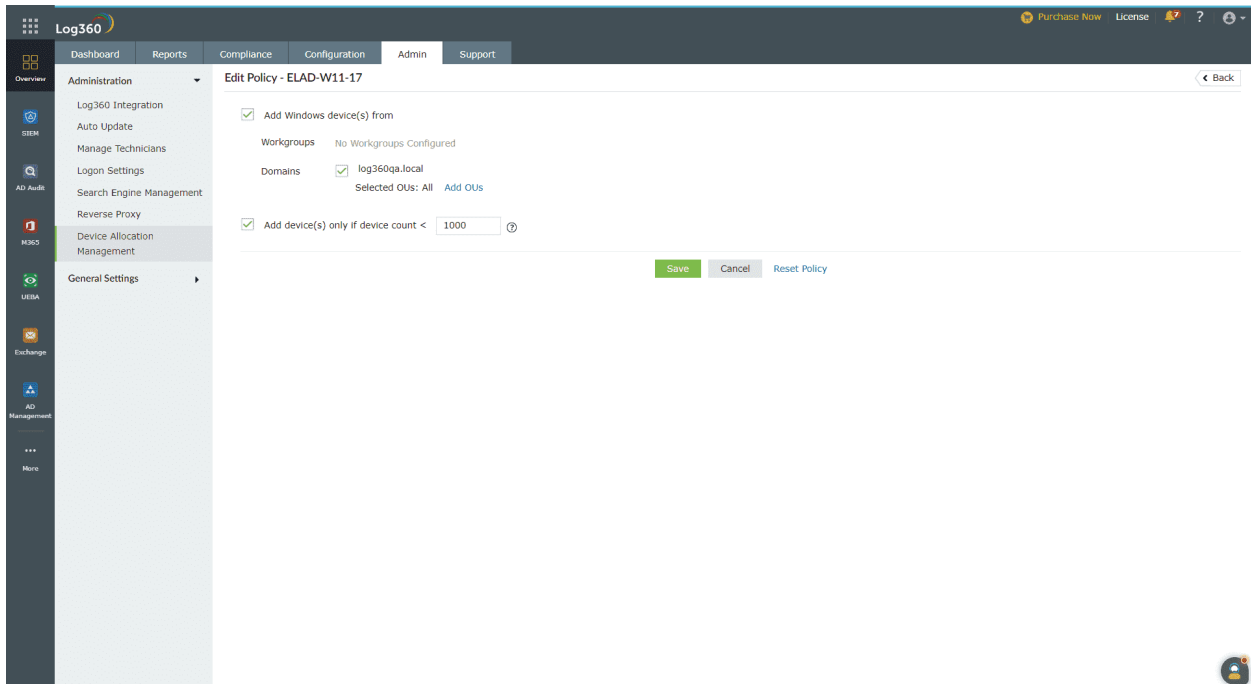 Log360
Purchase Now License 7 ?
Dashboard Reports Compliance Configuration Admin Support
Overview
SIEM
AD Audit
M365
UEBA
Exchange
AD
Management
More
Administration
Log360 Integration
Auto Update
Manage Technicians
Logon Settings
Search Engine Management
Reverse Proxy
Device Allocation
Management
General Settings
Edit Policy - ELAD-W11-17
Back
Add Windows device(s) from
Workgroups No Workgroups Configured
Domains log360qa.local
Selected OUs: All Add OUs
Add device(s) only if device count < 1000 ?
Save Cancel Reset Policy